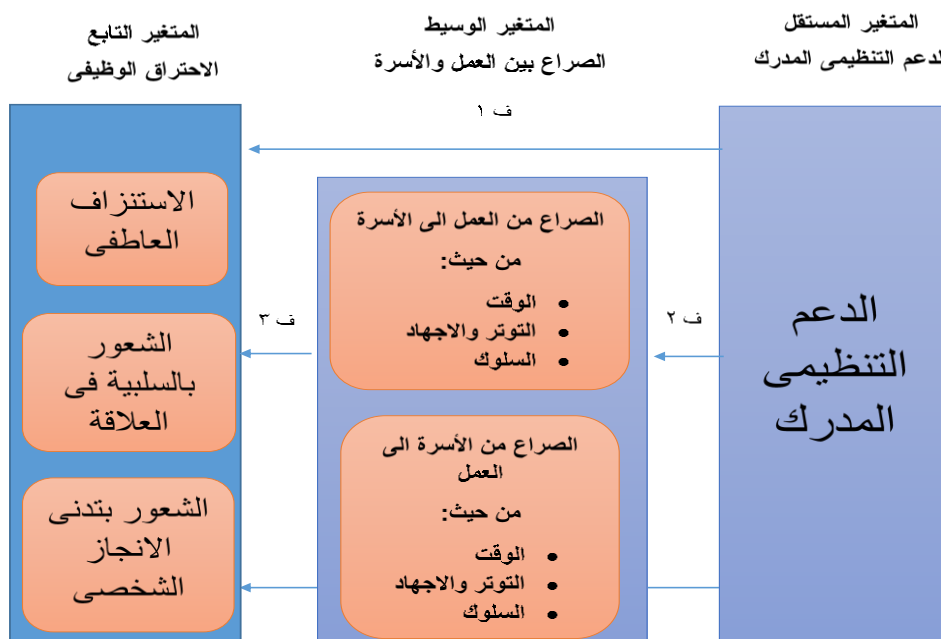 المتغير المستقل
الدعم التنظيمى المدرك
المتغير الوسيط
الصراع بين العمل والأسرة
المتغير التابع
الاحتراق الوظيفى
ف ١
الدعم
التنظيمى
المدرك
ف ٢
الصراع من العمل الى الأسرة
من حيث:
• الوقت
• التوتر والاجهاد
• السلوك
الصراع من الأسرة الى
العمل
من حيث:
• الوقت
• التوتر والاجهاد
• السلوك
ف ٣
الاستنزاف
العاطفى
الشعور
بالسلبية فى
العلاقة
الشعور بتدنى
الانجاز
الشخصى